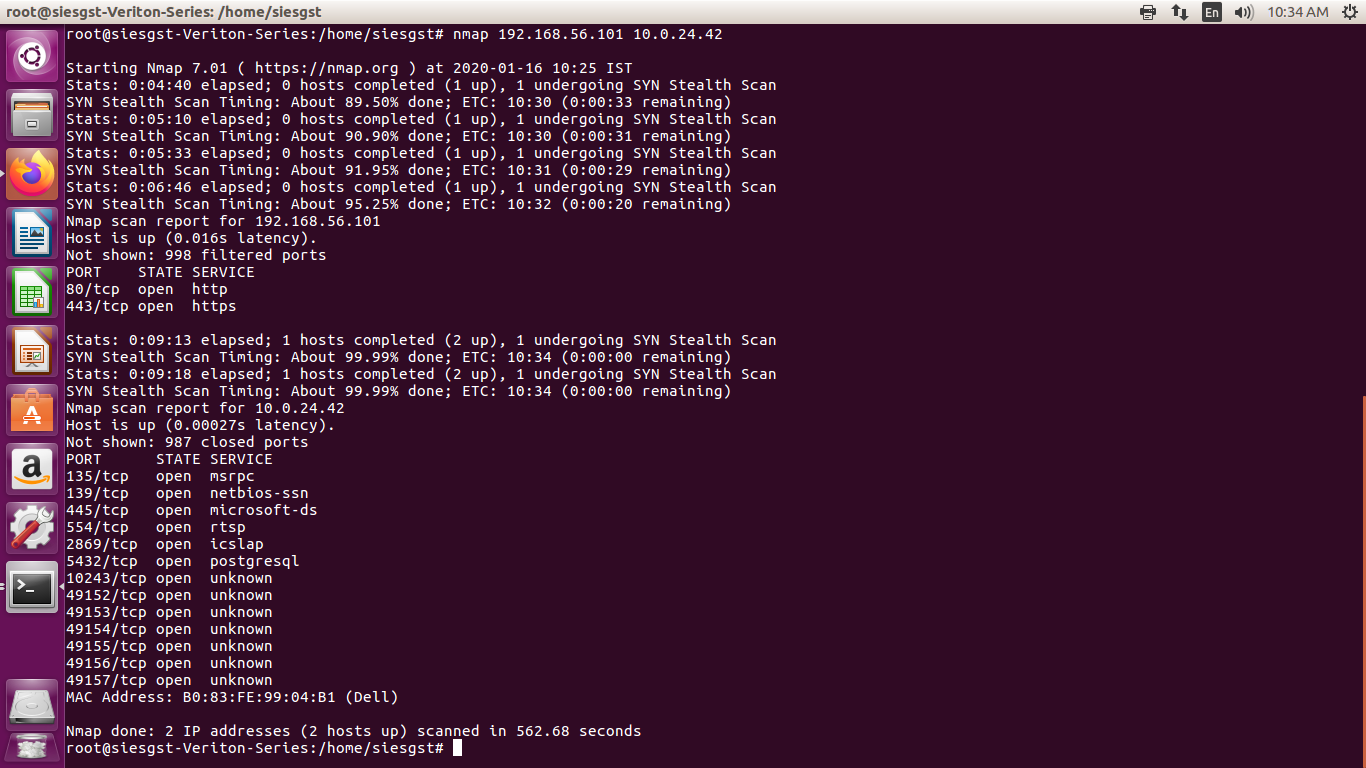 root@siesgst-Veriton-Series: /home/siesgst
En
10:34 AM
root@siesgst-Veriton-Series:/home/siesgst# nmap 192.168.56.101 10.0.24.42
Starting Nmap 7.01 ( https://nmap.org ) at 2020-01-16 10:25 IST
Stats: 0:04:40 elapsed; 0 hosts completed (1 up), 1 undergoing SYN Stealth Scan
SYN Stealth Scan Timing: About 89.50% done; ETC: 10:30 (0:00:33 remaining)
Stats: 0:05:10 elapsed; 0 hosts completed (1 up), 1 undergoing SYN Stealth Scan
SYN Stealth Scan Timing: About 90.90% done; ETC: 10:30 (0:00:31 remaining)
Stats: 0:05:33 elapsed; 0 hosts completed (1 up), 1 undergoing SYN Stealth Scan
SYN Stealth Scan Timing: About 91.95% done; ETC: 10:31 (0:00:29 remaining)
Stats: 0:06:46 elapsed; 0 hosts completed (1 up), 1 undergoing SYN Stealth Scan
SYN Stealth Scan Timing: About 95.25% done; ETC: 10:32 (0:00:20 remaining)
Nmap scan report for 192.168.56.101
Host is up (0.016s latency).
Not shown: 998 filtered ports
PORT    STATE SERVICE
80/tcp  open  http
443/tcp open  https
Stats: 0:09:13 elapsed; 1 hosts completed (2 up), 1 undergoing SYN Stealth Scan
SYN Stealth Scan Timing: About 99.99% done; ETC: 10:34 (0:00:00 remaining)
Stats: 0:09:18 elapsed; 1 hosts completed (2 up), 1 undergoing SYN Stealth Scan
SYN Stealth Scan Timing: About 99.99% done; ETC: 10:34 (0:00:00 remaining)
Nmap scan report for 10.0.24.42
Host is up (0.00027s latency).
Not shown: 987 closed ports
PORT      STATE SERVICE
135/tcp   open  msrpc
139/tcp   open  netbios-ssn
445/tcp   open  microsoft-ds
554/tcp   open  rtsp
2869/tcp  open  icslap
5432/tcp  open  postgresql
10243/tcp open  unknown
49152/tcp open  unknown
49153/tcp open  unknown
49154/tcp open  unknown
49155/tcp open  unknown
49156/tcp open  unknown
49157/tcp open  unknown
MAC Address: B0:83:FE:99:04:B1 (Dell)
Nmap done: 2 IP addresses (2 hosts up) scanned in 562.68 seconds
root@siesgst-Veriton-Series:/home/siesgst#